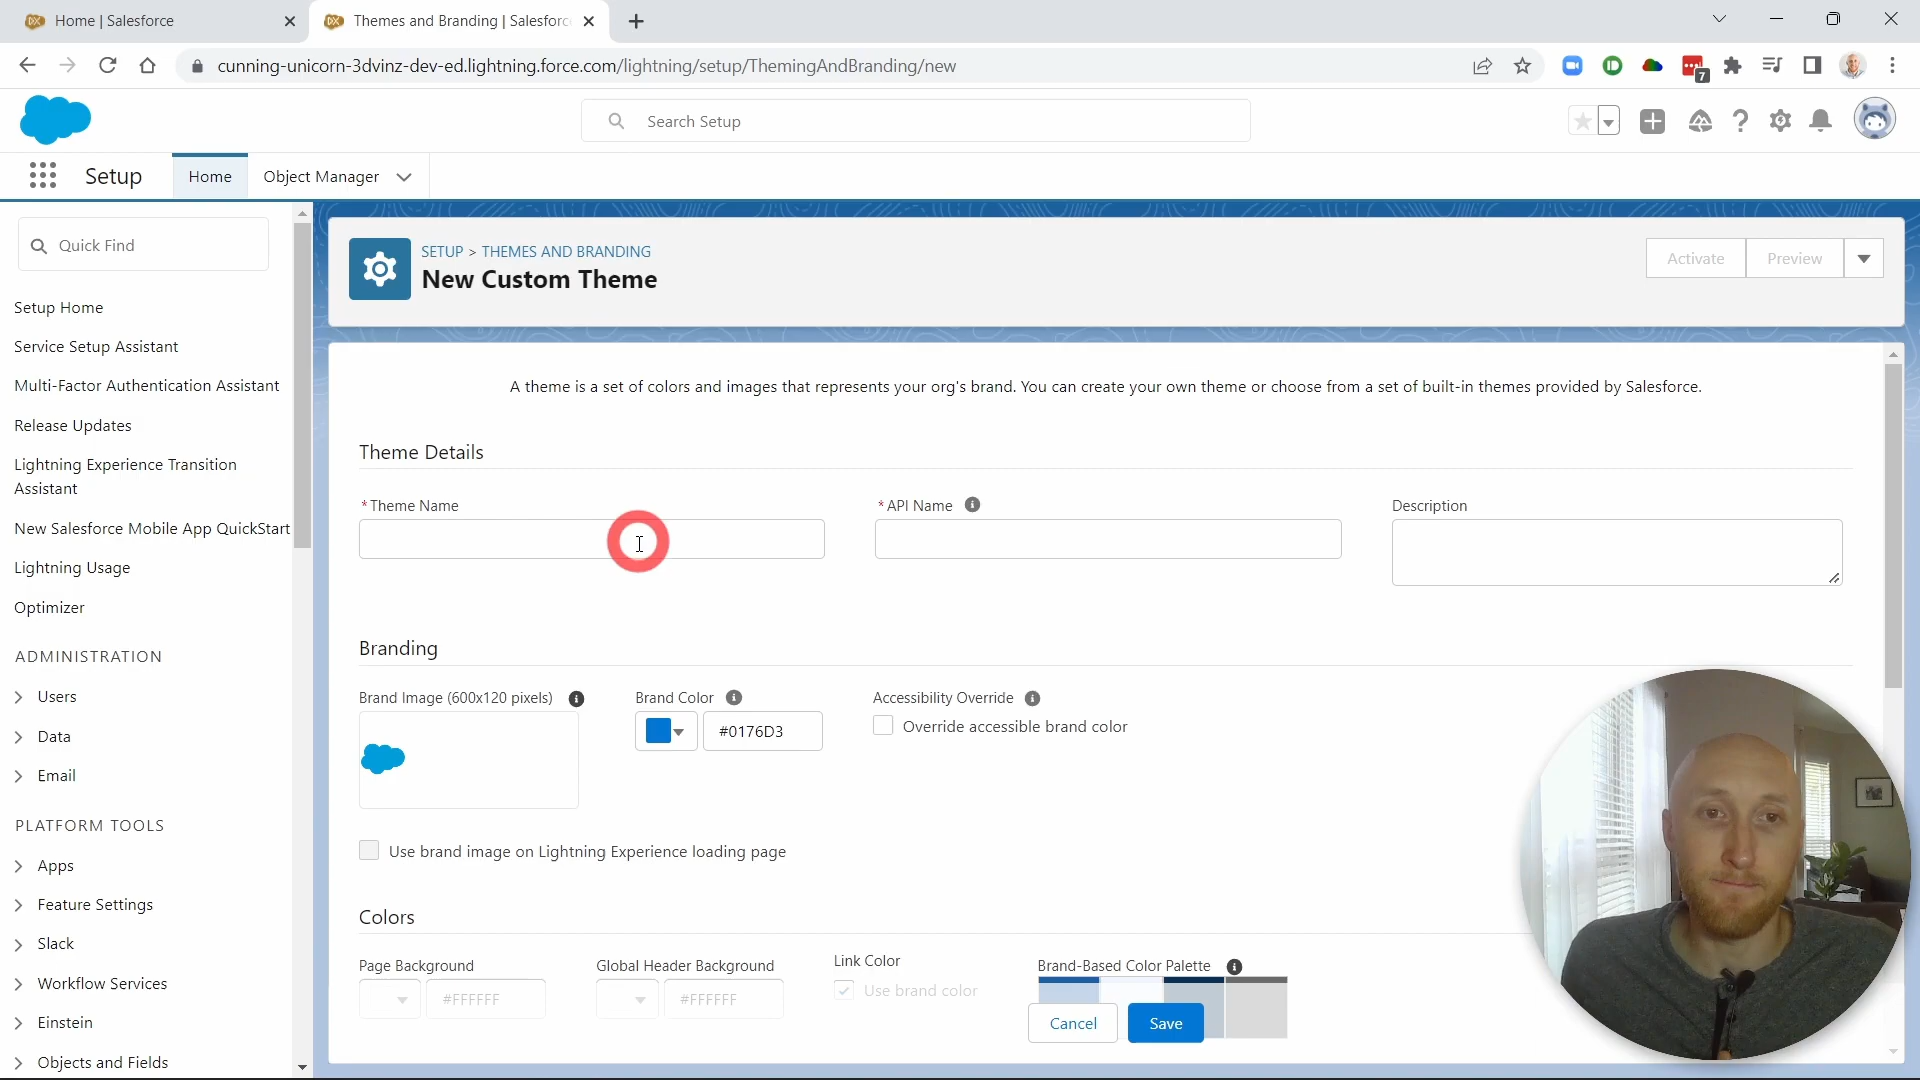 Home | Salesforce
Themes and Branding | Salesforc
cunning-unicorn-3dvinz-dev-ed.lightning.force.com/lightning/setup/ThemingAndBranding/new
7
Search Setup
Setup
Home
Object Manager
Quick Find
Setup Home
Service Setup Assistant
Multi-Factor Authentication Assistant
Release Updates
Lightning Experience Transition
Assistant
New Salesforce Mobile App QuickStart
Lightning Usage
Optimizer
ADMINISTRATION
Users
Data
Email
PLATFORM TOOLS
Apps
Feature Settings
Slack
Workflow Services
Einstein
Objects and Fields
SETUP > THEMES AND BRANDING
New Custom Theme
Activate
Preview
A theme is a set of colors and images that represents your org's brand. You can create your own theme or choose from a set of built-in themes provided by Salesforce.
Theme Details
* Theme Name
* API Name
Description
Branding
Brand Image (600x120 pixels)
Brand Color
#0176D3
Accessibility Override
Override accessible brand color
Use brand image on Lightning Experience loading page
Colors
Page Background
#FFFFFF
Global Header Background
#FFFFFF
Link Color
Use brand color
Brand-Based Color Palette
Cancel
Save